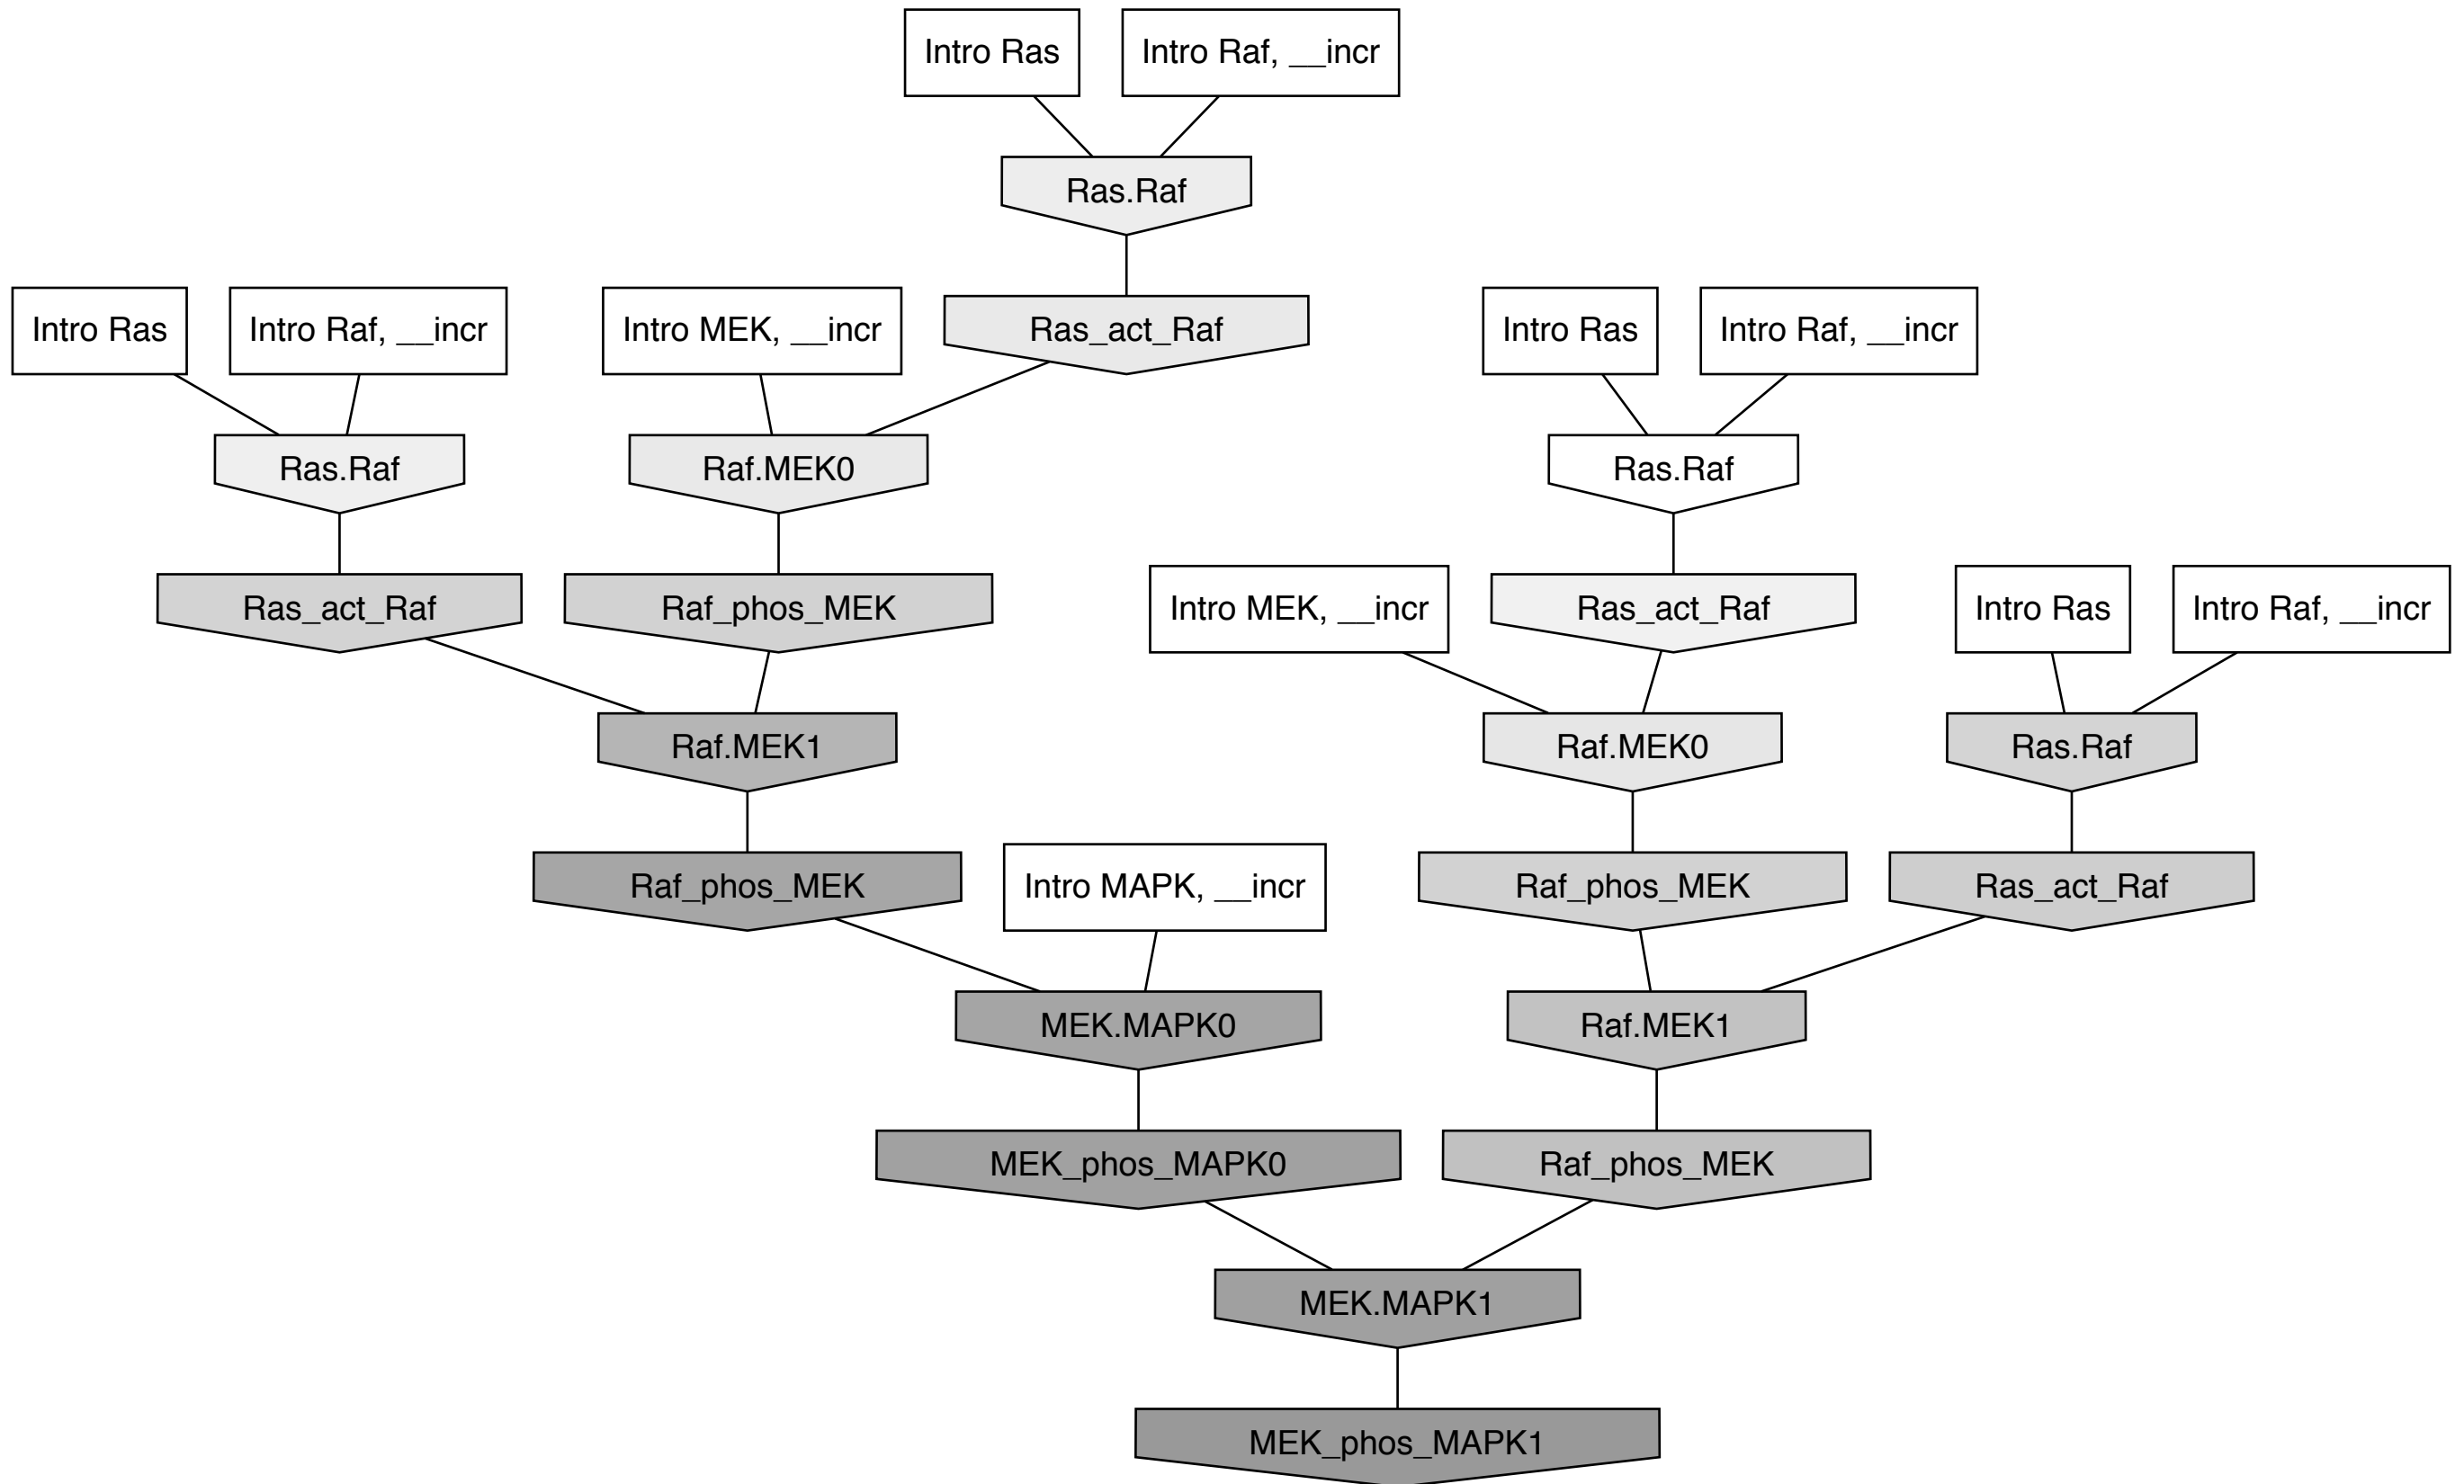 Intro Ras
Intro Raf, __incr
Ras.Raf
Intro Ras
Intro Raf, __incr
Intro MEK, __incr
Ras_act_Raf
Intro Ras
Intro Raf, __incr
Ras.Raf
Raf.MEK0
Ras.Raf
Ras_act_Raf
Raf_phos_MEK
Intro MEK, __incr
Ras_act_Raf
Intro Ras
Intro Raf, __incr
Raf.MEK1
Raf.MEK0
Ras.Raf
Raf_phos_MEK
Intro MAPK, __incr
Raf_phos_MEK
Ras_act_Raf
MEK.MAPK0
Raf.MEK1
MEK_phos_MAPK0
Raf_phos_MEK
MEK.MAPK1
MEK_phos_MAPK1